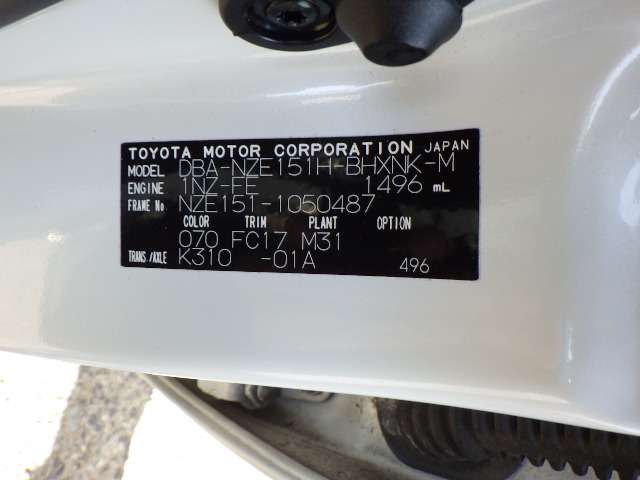 TOYOTA MOTOR CORPORATION JAPAN
MODEL DBA-NZE151H-BHXNK-M
ENGINE 1NZ-FE 1496 mL
FRAME No. NZE151-1050487
COLOR TRIM PLANT OPTION
070 FC17 M31
TRANS./AXLE K310 -01A 496